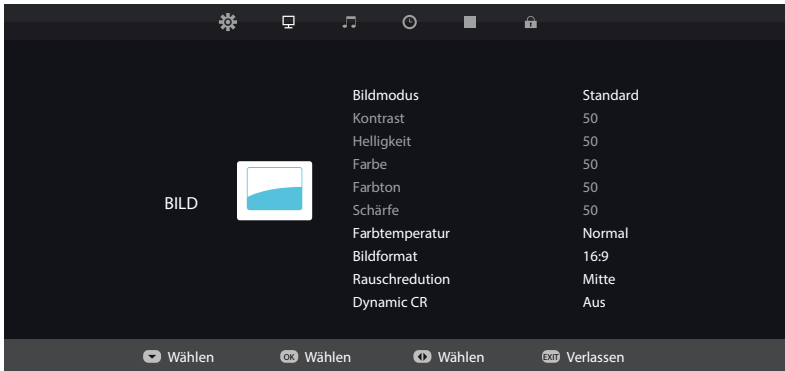 Bildmodus Standard
Kontrast 50
Helligkeit 50
Farbe 50
Farbton 50
Schärfe 50
BILD
Farbtemperatur Normal
Bildformat 16:9
Rauschredution Mitte
Dynamic CR Aus
Wählen OK Wählen Wählen EXIT Verlassen